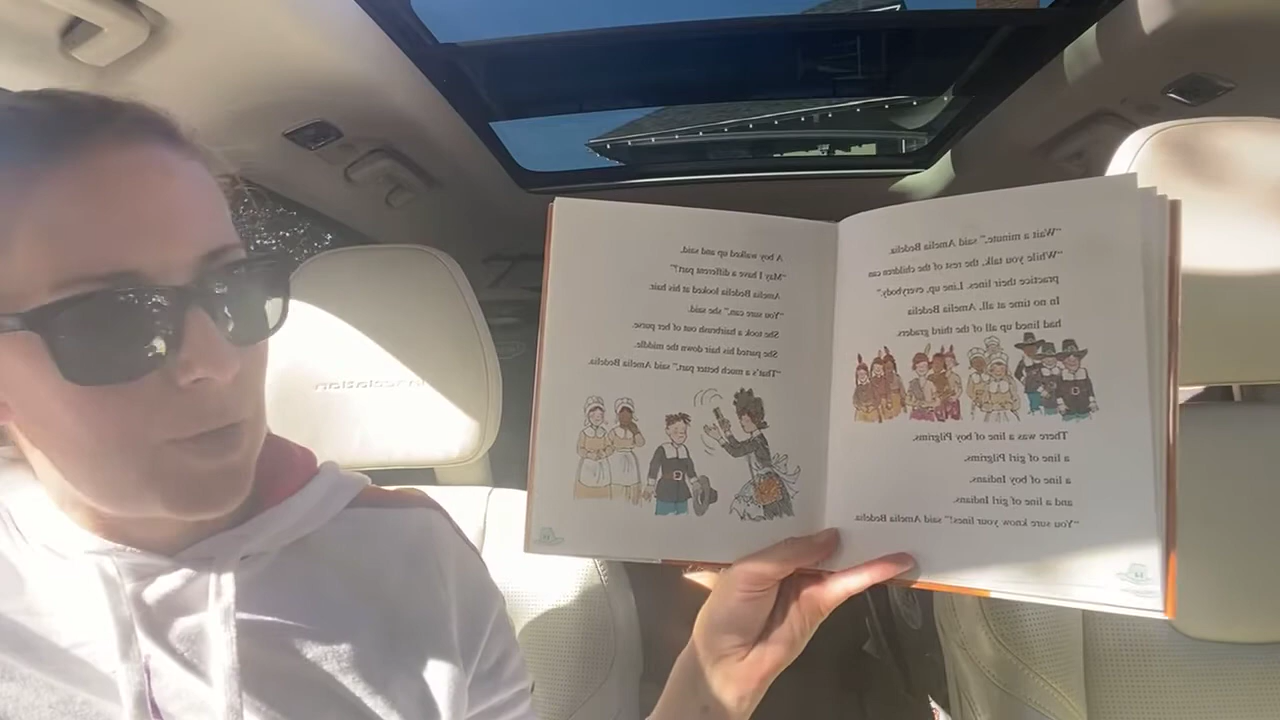 "Wait a minute," said Amelia Bedelia.
"While you talk, the rest of the children can
practice their lines. Line up, everybody."
In no time at all, Amelia Bedelia
had lined up all of the third graders.
There was a line of boy Pilgrims,
a line of girl Pilgrims,
a line of boy Indians,
and a line of girl Indians.
"You sure know your lines!" said Amelia Bedelia.
A boy walked up and said,
"May I have a different part?"
Amelia Bedelia looked at his hair.
"You sure can," she said.
She took a hairbrush out of her purse.
She parted his hair down the middle.
"That's a much better part," said Amelia Bedelia.